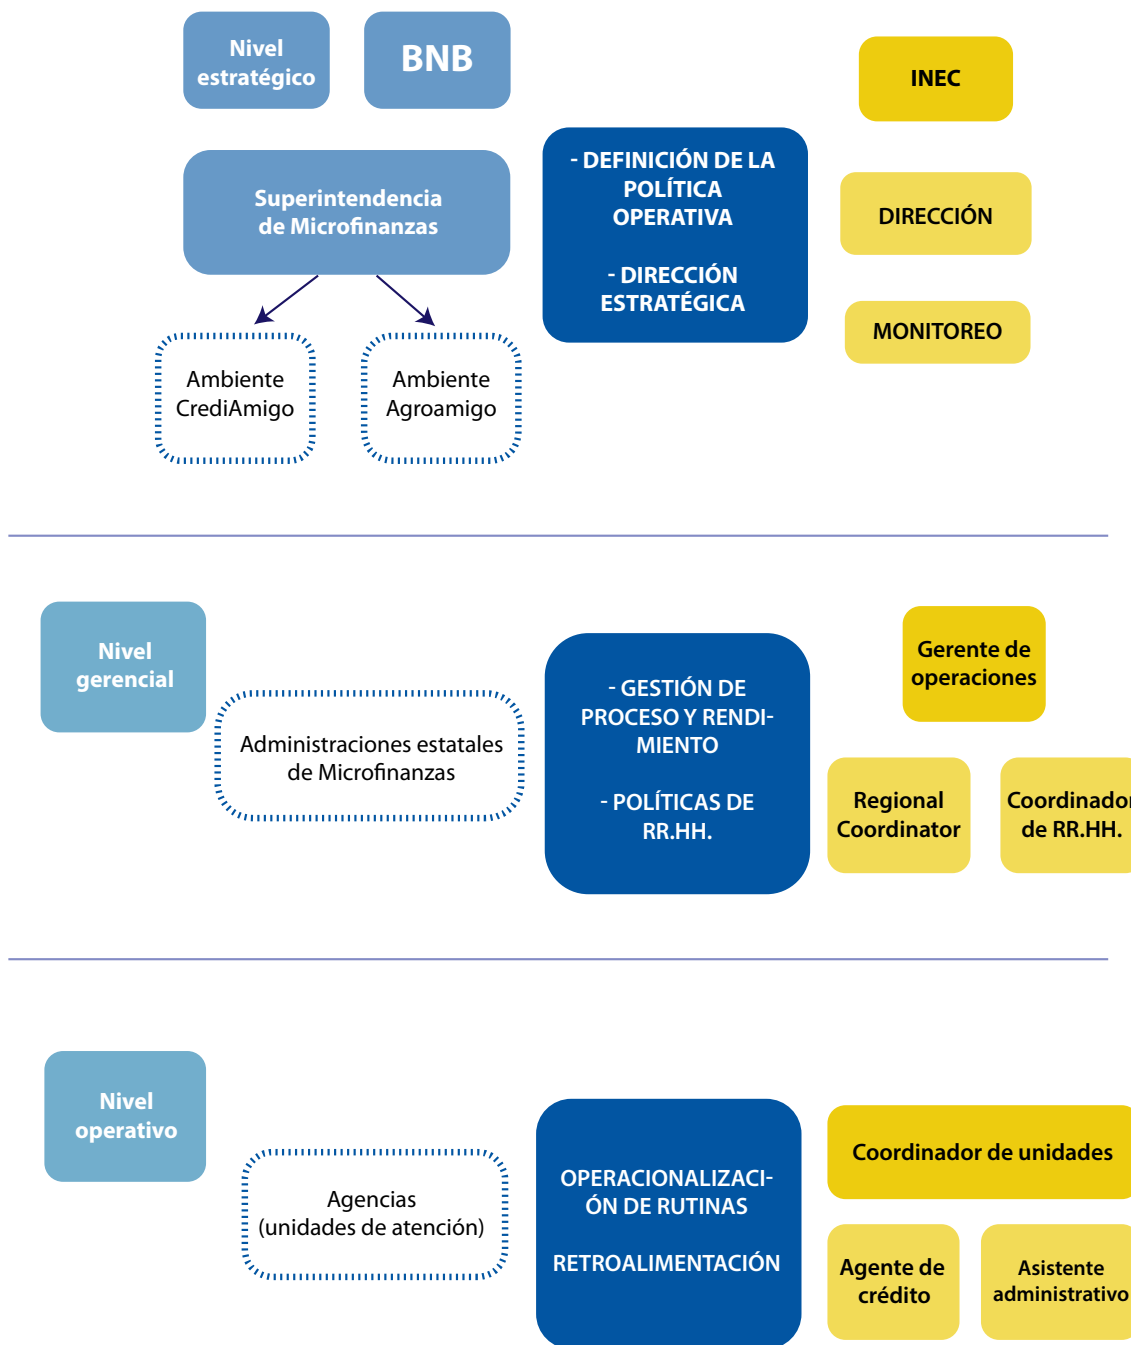 Nivel
estratégico
BNB
INEC
Superintendencia
de Microfinanzas
- DEFINICIÓN DE LA
POLÍTICA
OPERATIVA
- DIRECCIÓN
ESTRATÉGICA
DIRECCIÓN
MONITOREO
Ambiente
CrediAmigo
Ambiente
Agroamigo
Nivel
gerencial
Administraciones estatales
de Microfinanzas
- GESTIÓN DE
PROCESO Y RENDI-
MIENTO
- POLÍTICAS DE
RR.HH.
Gerente de
operaciones
Regional
Coordinator
Coordinador
de RR.HH.
Nivel
operativo
Agencias
(unidades de atención)
OPERACIONALIZACI-
ÓN DE RUTINAS
RETROALIMENTACIÓN
Coordinador de unidades
Agente de
crédito
Asistente
administrativo